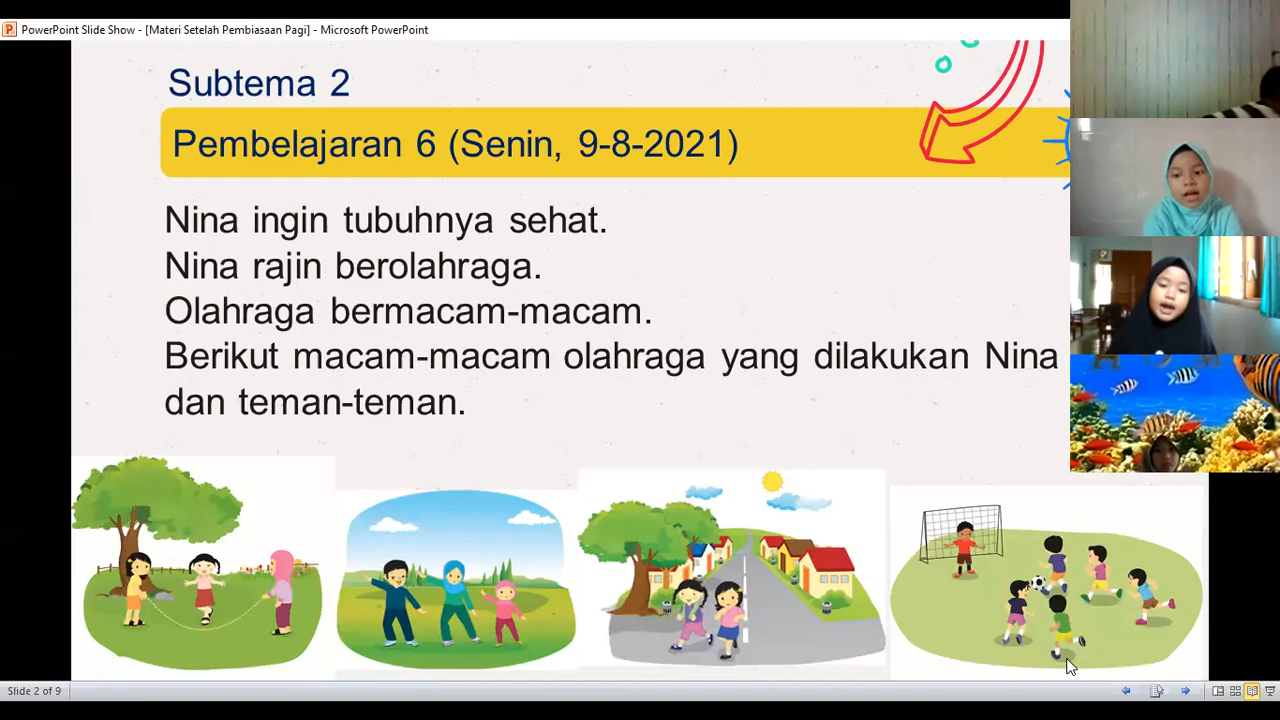 PowerPoint Slide Show - [Materi Setelah Pembiasaan Pagi] - Microsoft PowerPoint
Subtema 2
Pembelajaran 6 (Senin, 9-8-2021)
Nina ingin tubuhnya sehat.
Nina rajin berolahraga.
Olahraga bermacam-macam.
Berikut macam-macam olahraga yang dilakukan Nina
dan teman-teman.
Slide 2 of 9